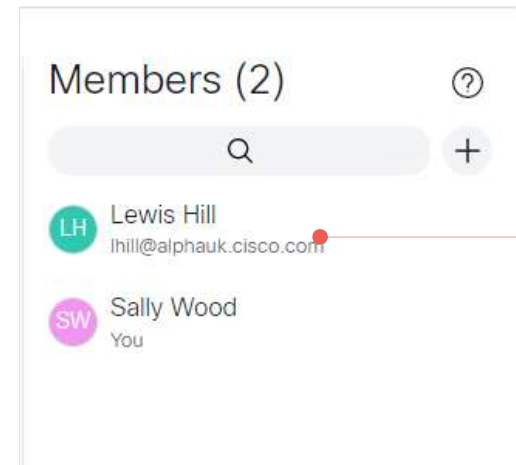 Members (2)
?
LH
Lewis Hill
lhill@alphauk.cisco.com
SW
Sally Wood
You